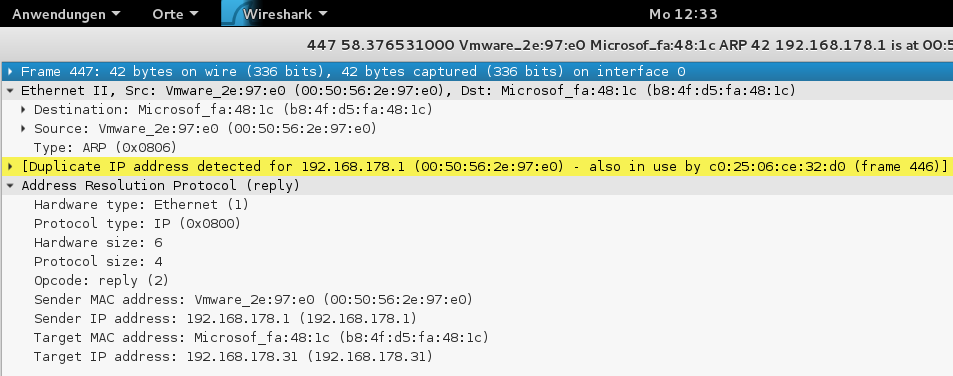 Anwendungen Orte Wireshark Mo 12:33
447 58.376531000 Vmware_2e:97:e0 Microsof_fa:48:1c ARP 42 192.168.178.1 is at 00:5
Frame 447: 42 bytes on wire (336 bits), 42 bytes captured (336 bits) on interface 0
Ethernet II, Src: Vmware_2e:97:e0 (00:50:56:2e:97:e0), Dst: Microsof_fa:48:1c (b8:4f:d5:fa:48:1c)
Destination: Microsof_fa:48:1c (b8:4f:d5:fa:48:1c)
Source: Vmware_2e:97:e0 (00:50:56:2e:97:e0)
Type: ARP (0x0806)
[Duplicate IP address detected for 192.168.178.1 (00:50:56:2e:97:e0) - also in use by c0:25:06:ce:32:d0 (frame 446)]
Address Resolution Protocol (reply)
Hardware type: Ethernet (1)
Protocol type: IP (0x0800)
Hardware size: 6
Protocol size: 4
Opcode: reply (2)
Sender MAC address: Vmware_2e:97:e0 (00:50:56:2e:97:e0)
Sender IP address: 192.168.178.1 (192.168.178.1)
Target MAC address: Microsof_fa:48:1c (b8:4f:d5:fa:48:1c)
Target IP address: 192.168.178.31 (192.168.178.31)